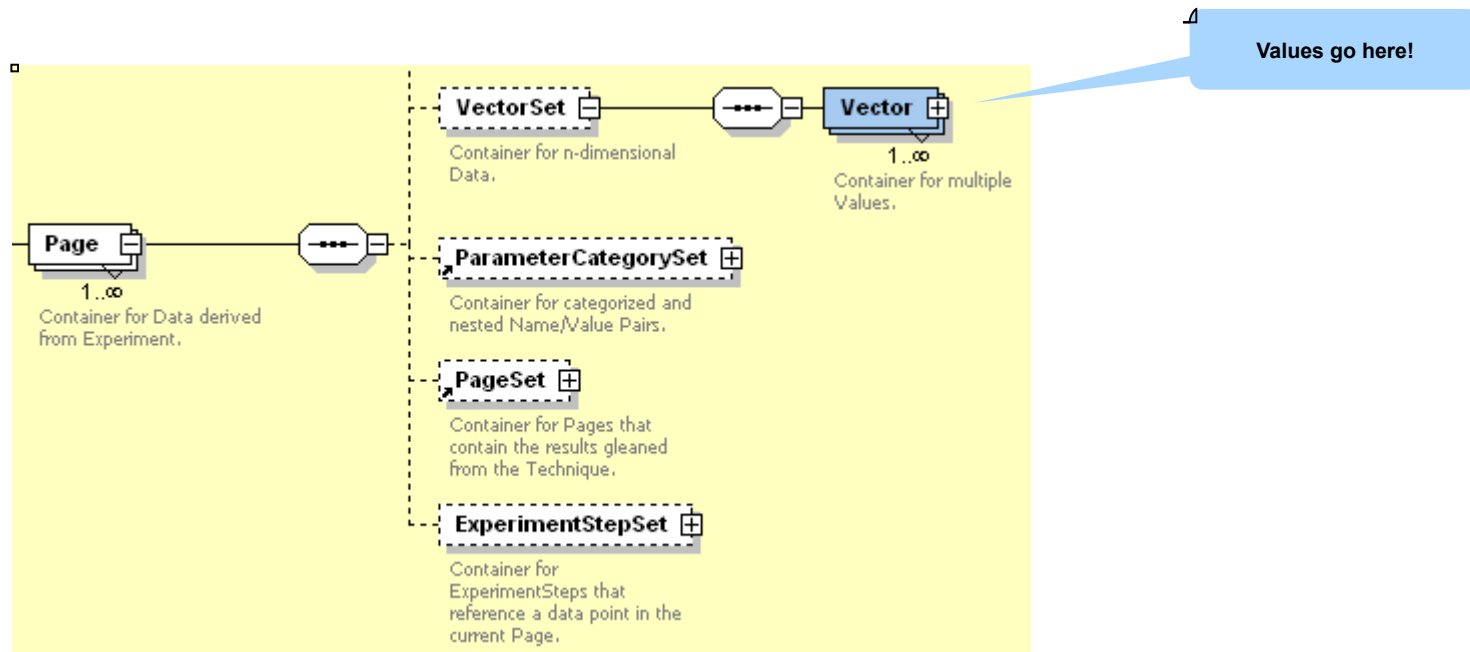 Values go here!
VectorSet
Container for n-dimensional
Data.
Vector
1..∞
Container for multiple
Values.
Page
1..∞
Container for Data derived
from Experiment.
ParameterCategorySet
Container for categorized and
nested Name/Value Pairs.
PageSet
Container for Pages that
contain the results gleaned
from the Technique.
ExperimentStepSet
Container for
ExperimentSteps that
reference a data point in the
current Page.